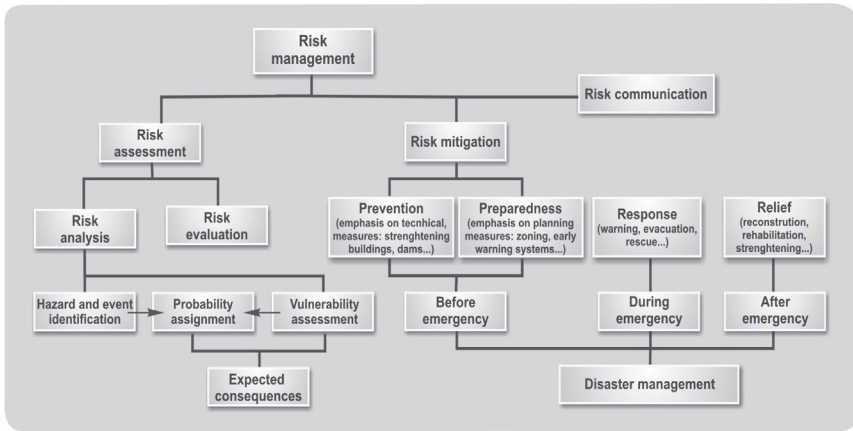 Risk
management
Risk communication
Risk
assessment
Risk mitigation
Risk
analysis
Risk
evaluation
Prevention
(emphasis on tecnhical,
measures: strenghtening
buildings, dams...)
Preparedness
(emphasis on planning
measures: zoning, early
warning systems...)
Response
(warning, evacuation,
rescue...)
Relief
(reconstrution,
rehabilitation,
strenghtening...)
Hazard and event
identification
Probability
assignment
Vulnerability
assessment
Before
emergency
During
emergency
After
emergency
Expected
consequences
Disaster management